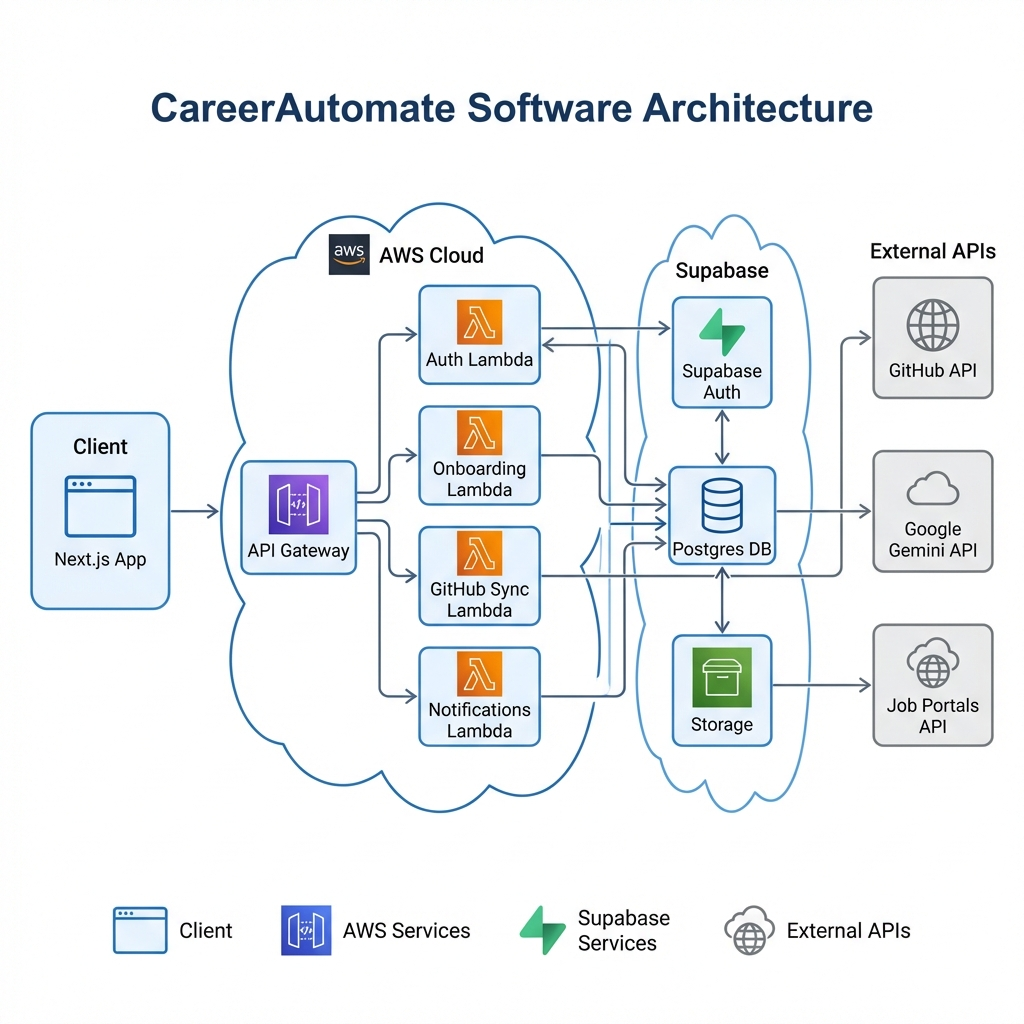 CareerAutomate Software Architecture
aws
AWS Cloud
Supabase
External APIs
Client
Next.js App
API Gateway
Auth Lambda
Onboarding
Lambda
GitHub Sync
Lambda
Notifications
Lambda
Supabase
Auth
Postgres DB
Storage
GitHub API
Google
Gemini API
Job Portals
API
Client
AWS Services
Supabase
Services
External APIs